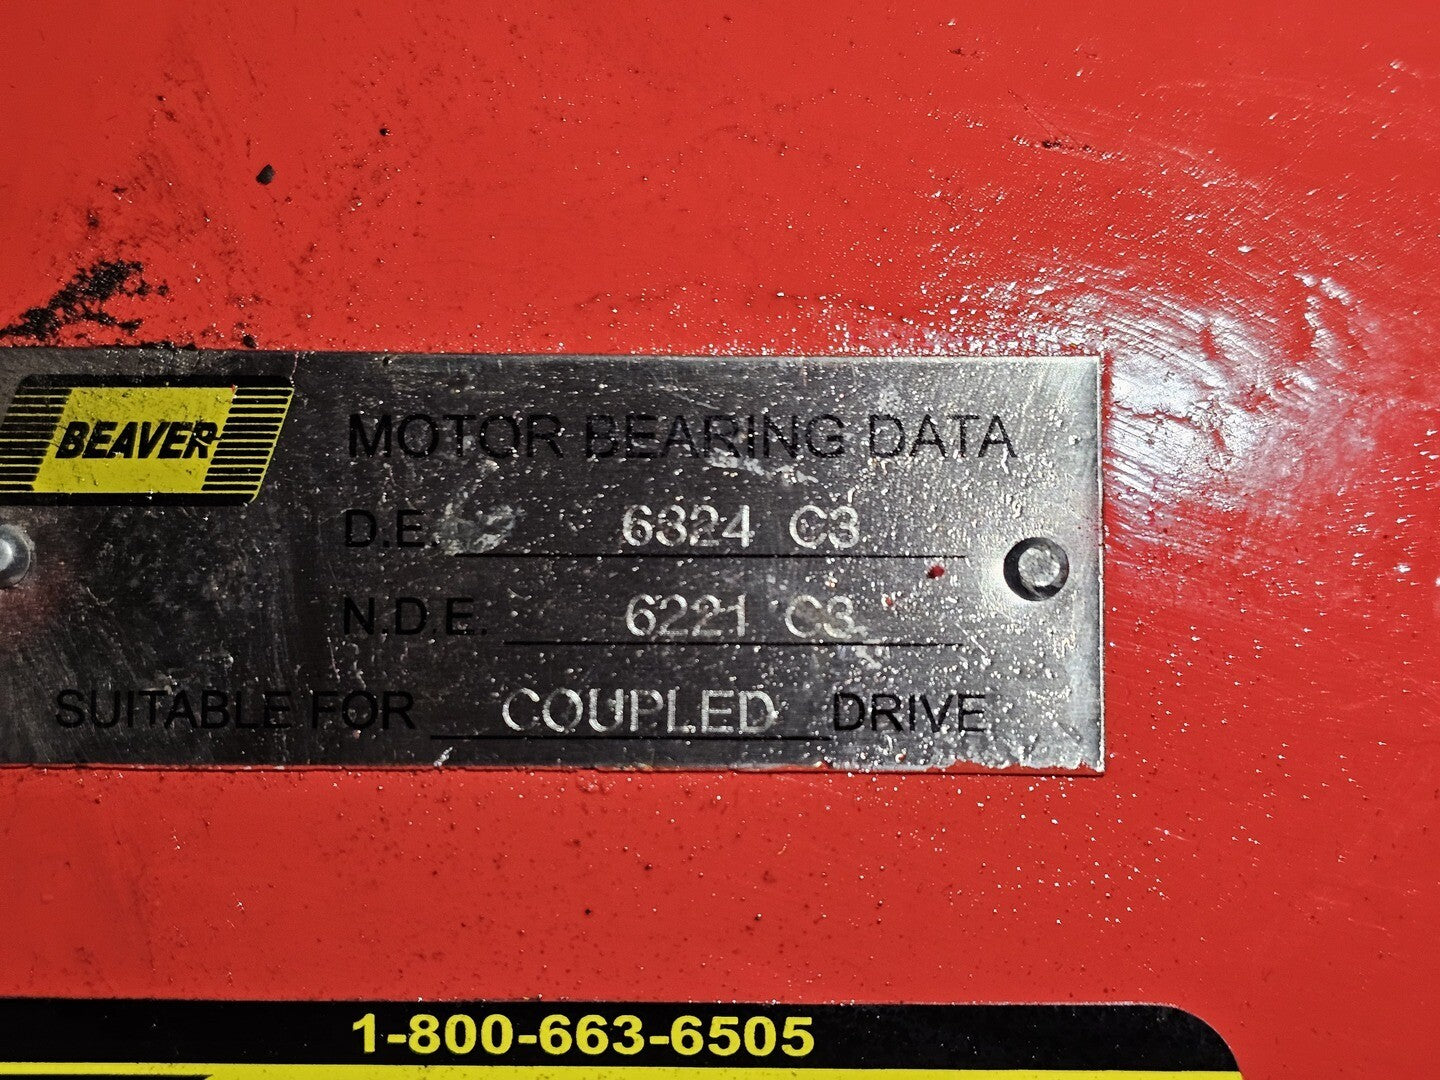 BEAVER
MOTOR BEARING DATA
D.E. 6324 C3
N.D.E. 6221 C3
SUITABLE FOR COUPLED DRIVE
1-800-663-6505